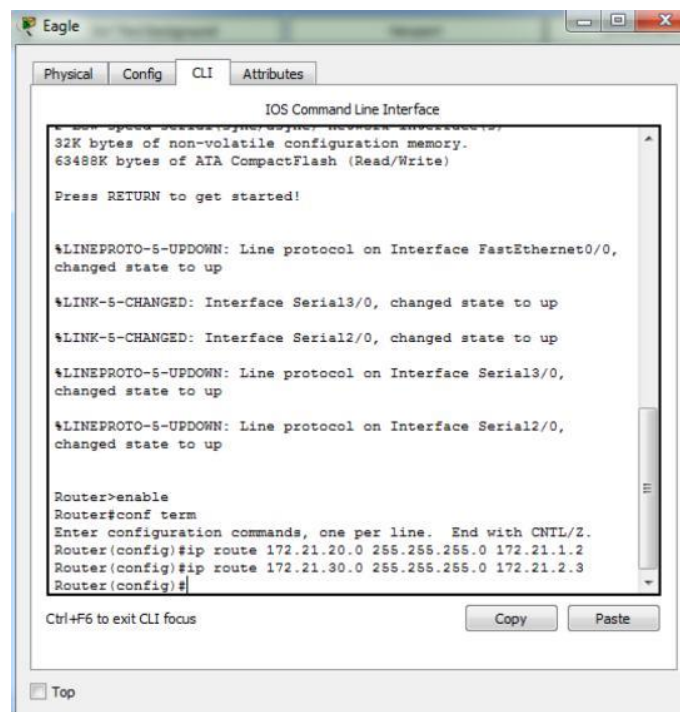 Eagle
Physical Config CLI Attributes
IOS Command Line Interface
32K bytes of non-volatile configuration memory.
63488K bytes of ATA CompactFlash (Read/Write)
Press RETURN to get started!
%LINEPROTO-5-UPDOWN: Line protocol on Interface FastEthernet0/0,
changed state to up
%LINK-5-CHANGED: Interface Serial3/0, changed state to up
%LINK-5-CHANGED: Interface Serial2/0, changed state to up
%LINEPROTO-5-UPDOWN: Line protocol on Interface Serial3/0,
changed state to up
%LINEPROTO-5-UPDOWN: Line protocol on Interface Serial2/0,
changed state to up
Router>enable
Router#conf term
Enter configuration commands, one per line. End with CNTL/Z.
Router(config)#ip route 172.21.20.0 255.255.255.0 172.21.1.2
Router(config)#ip route 172.21.30.0 255.255.255.0 172.21.2.3
Router(config)#
Ctrl+F6 to exit CLI focus
Copy Paste
Top